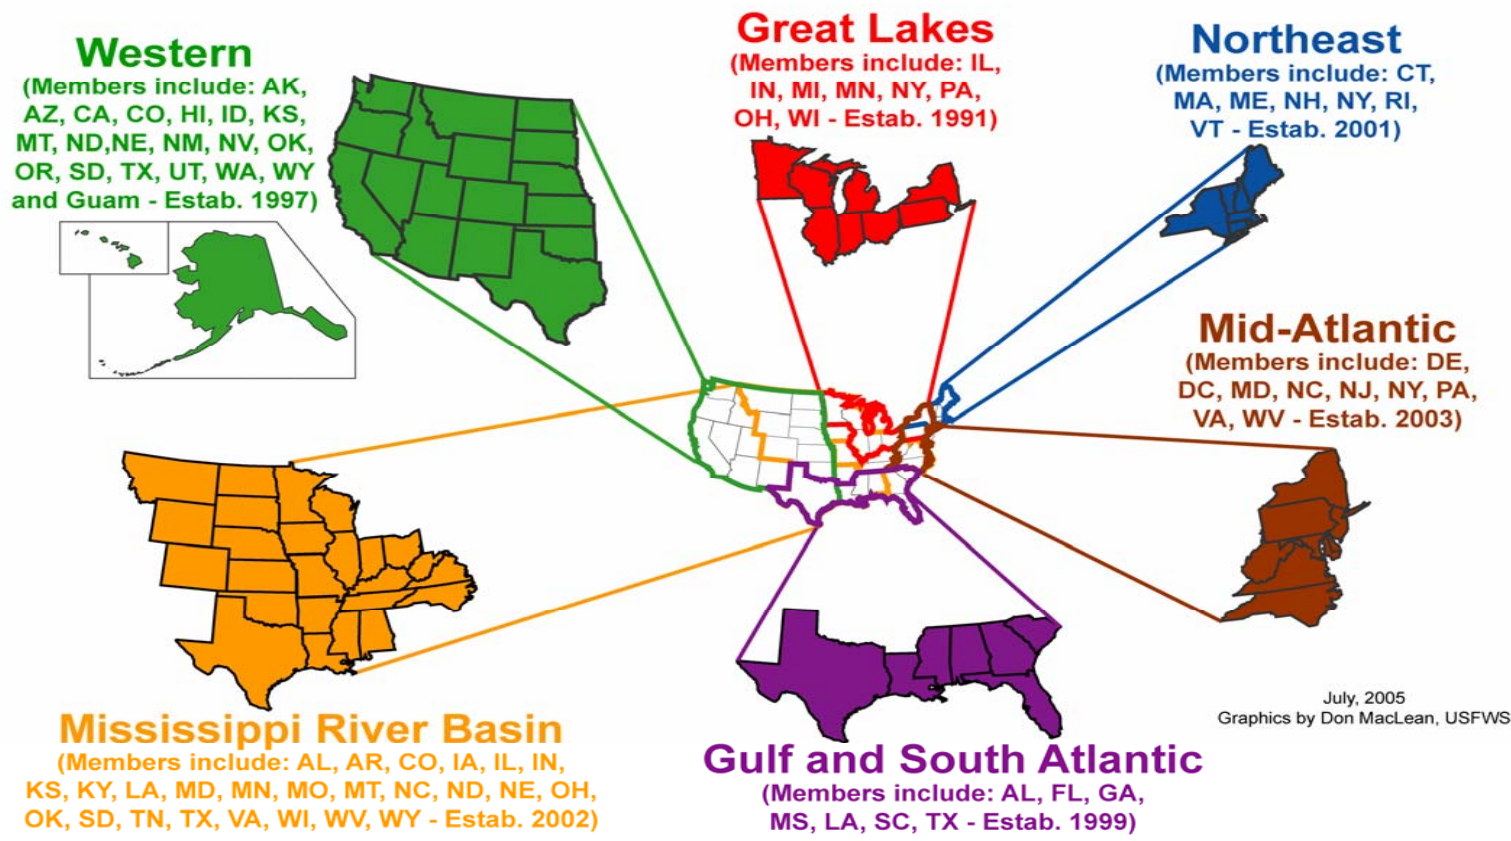 Western
(Members include: AK,
AZ, CA, CO, HI, ID, KS,
MT, ND,NE, NM, NV, OK,
OR, SD, TX, UT, WA, WY
and Guam - Estab. 1997)
Great Lakes
(Members include: IL,
IN, MI, MN, NY, PA,
OH, WI - Estab. 1991)
Northeast
(Members include: CT,
MA, ME, NH, NY, RI,
VT - Estab. 2001)
Mid-Atlantic
(Members include: DE,
DC, MD, NC, NJ, NY, PA,
VA, WV - Estab. 2003)
Mississippi River Basin
(Members include: AL, AR, CO, IA, IL, IN,
KS, KY, LA, MD, MN, MO, MT, NC, ND, NE, OH,
OK, SD, TN, TX, VA, WI, WV, WY - Estab. 2002)
Gulf and South Atlantic
(Members include: AL, FL, GA,
MS, LA, SC, TX - Estab. 1999)
July, 2005
Graphics by Don MacLean, USFWS